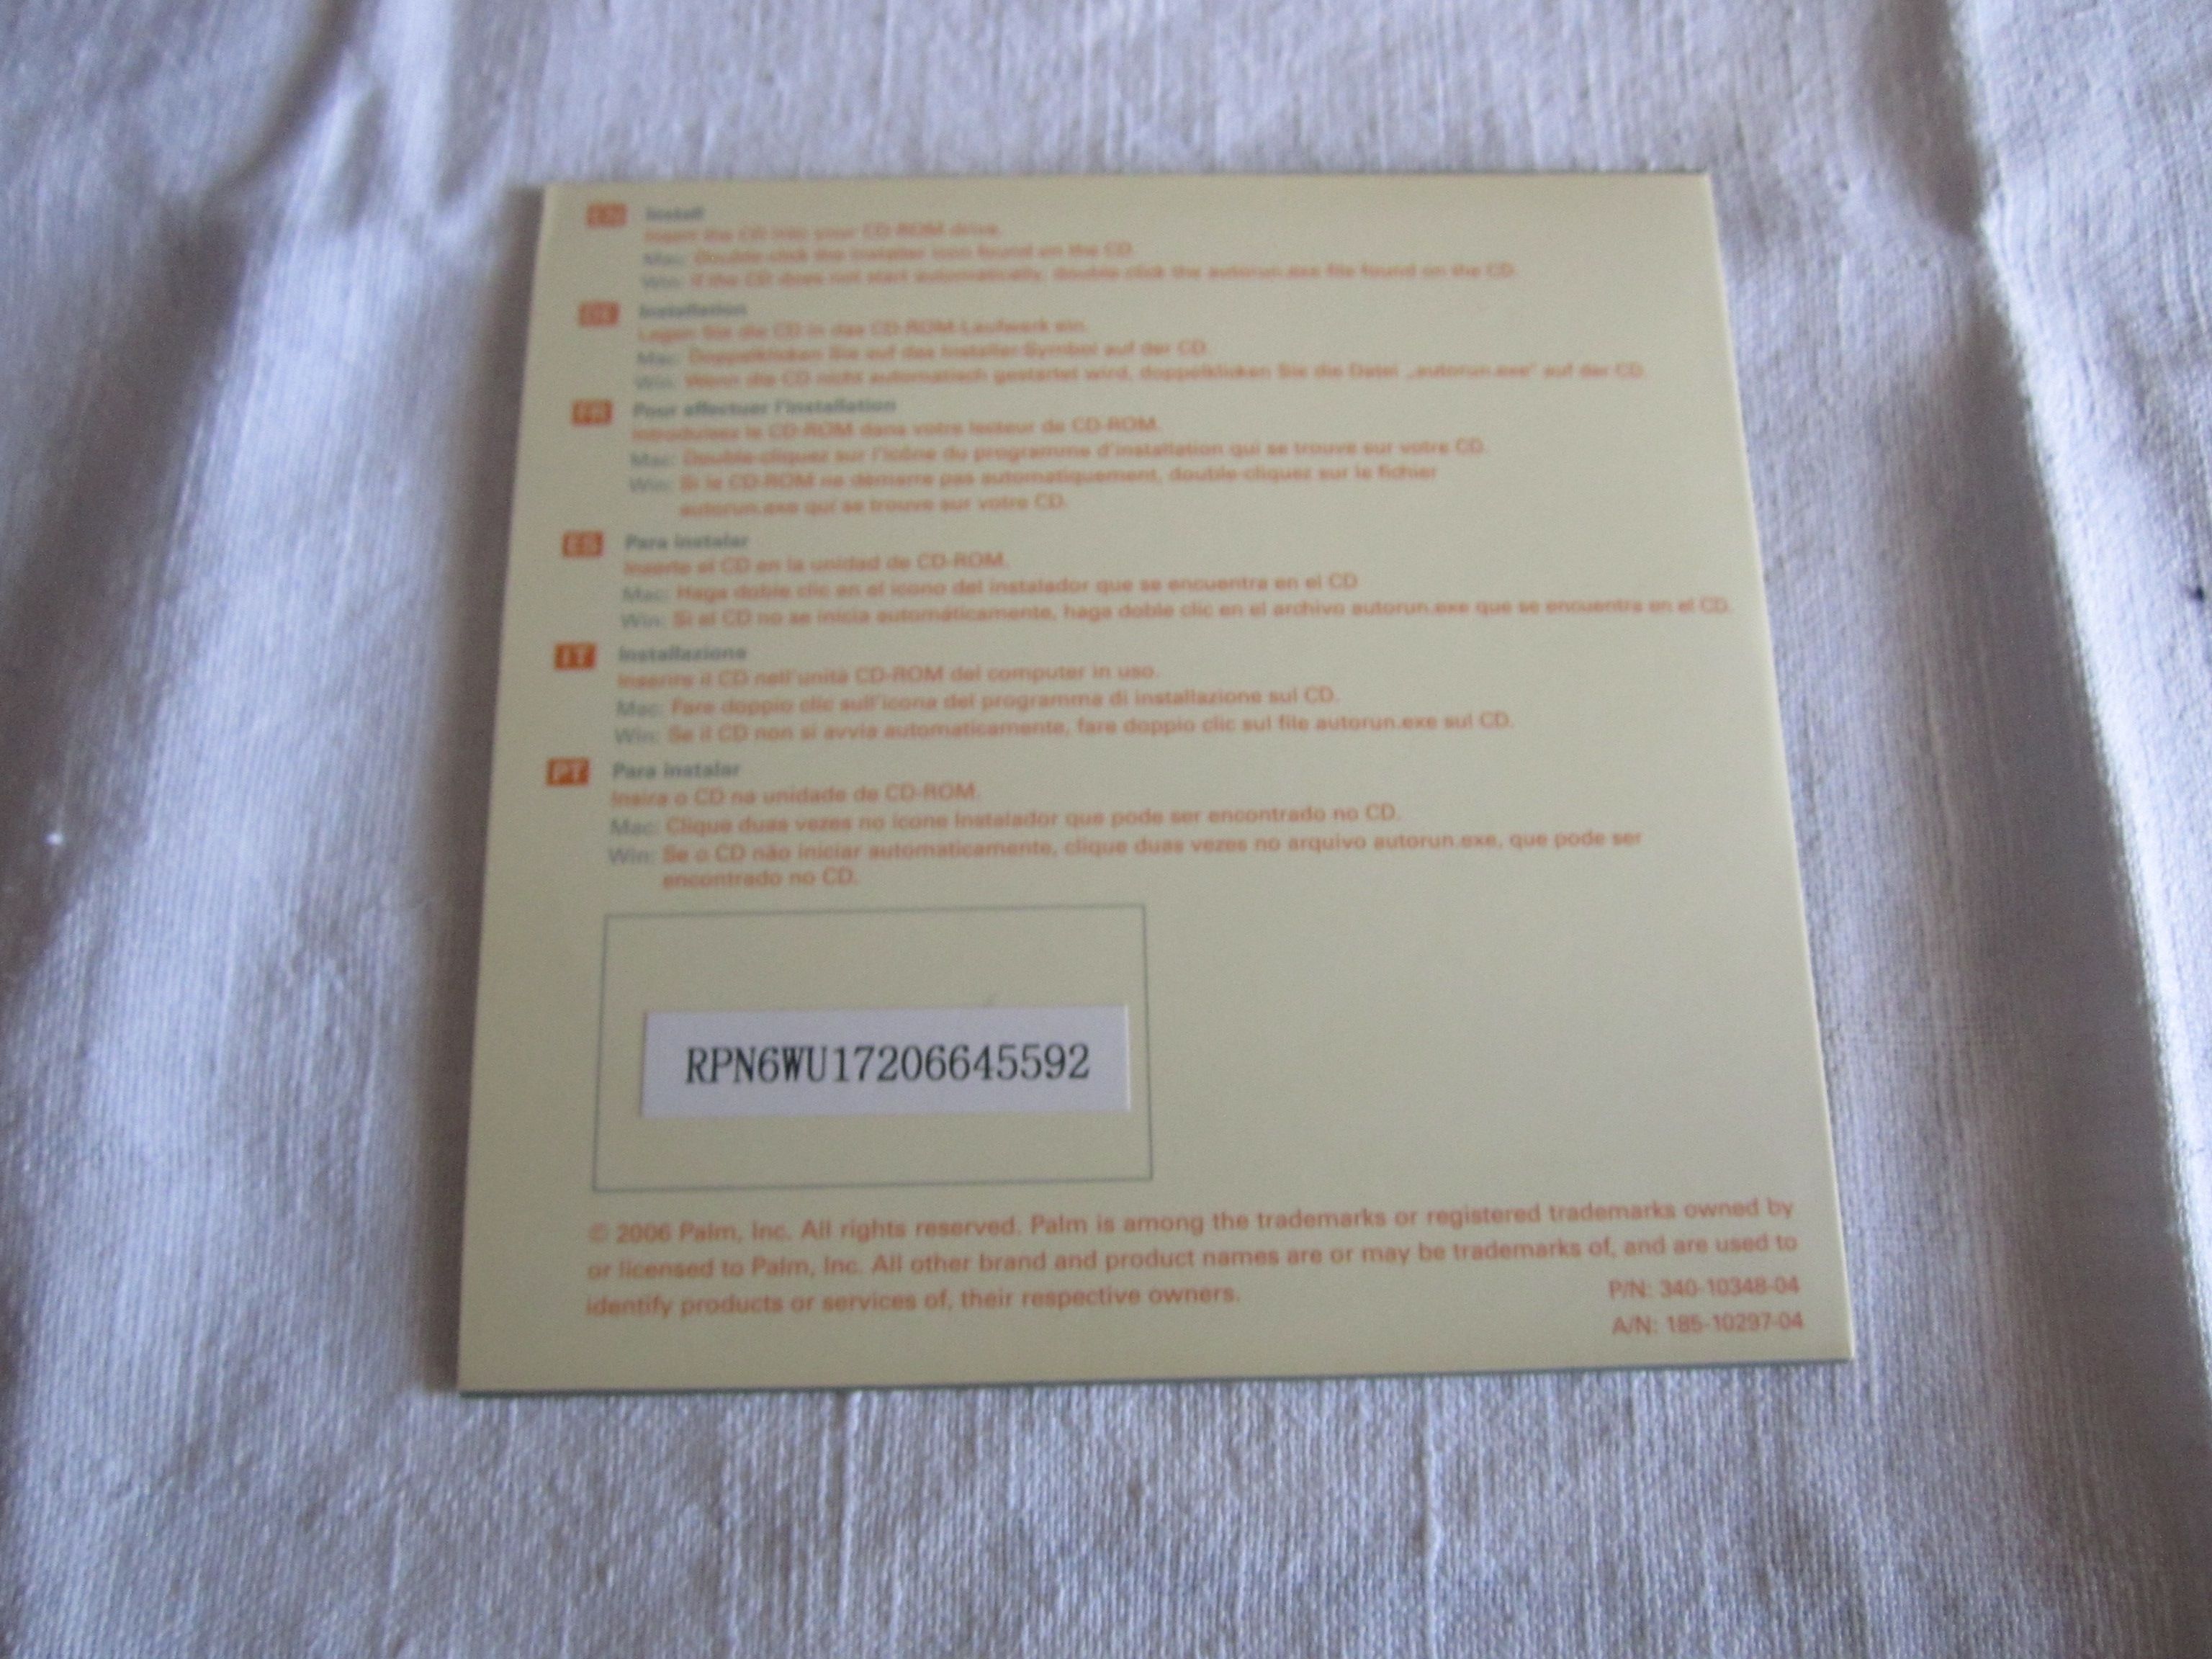 EN Install
Insert the CD into your CD-ROM drive.
Mac: Double-click the installer icon found on the CD.
Win: If the CD does not start automatically, double-click the autorun.exe file found on the CD.
DE Installation
Legen Sie die CD in das CD-ROM-Laufwerk ein.
Mac: Doppelklicken Sie auf das Installer-Symbol auf der CD.
Win: Wenn die CD nicht automatisch gestartet wird, doppelklicken Sie die Datei „autorun.exe" auf der CD.
FR Pour effectuer l'installation
Introduisez le CD-ROM dans votre lecteur de CD-ROM.
Mac: Double-cliquez sur l'icône du programme d'installation qui se trouve sur votre CD.
Win: Si le CD-ROM ne démarre pas automatiquement, double-cliquez sur le fichier
autorun.exe qui se trouve sur votre CD.
ES Para instalar
Inserte el CD en la unidad de CD-ROM.
Mac: Haga doble clic en el icono del instalador que se encuentra en el CD
Win: Si el CD no se inicia automáticamente, haga doble clic en el archivo autorun.exe que se encuentra en el CD.
IT Installazione
Inserire il CD nell'unità CD-ROM del computer in uso.
Mac: Fare doppio clic sull'icona del programma di installazione sul CD.
Win: Se il CD non si avvia automaticamente, fare doppio clic sul file autorun.exe sul CD.
PT Para instalar
Insira o CD na unidade de CD-ROM.
Mac: Clique duas vezes no ícone Instalador que pode ser encontrado no CD.
Win: Se o CD não iniciar automaticamente, clique duas vezes no arquivo autorun.exe, que pode ser
encontrado no CD.
RPN6WU17206645592
© 2006 Palm, Inc. All rights reserved. Palm is among the trademarks or registered trademarks owned by
or licensed to Palm, Inc. All other brand and product names are or may be trademarks of, and are used to
identify products or services of, their respective owners.
P/N: 340-10348-04
A/N: 185-10297-04